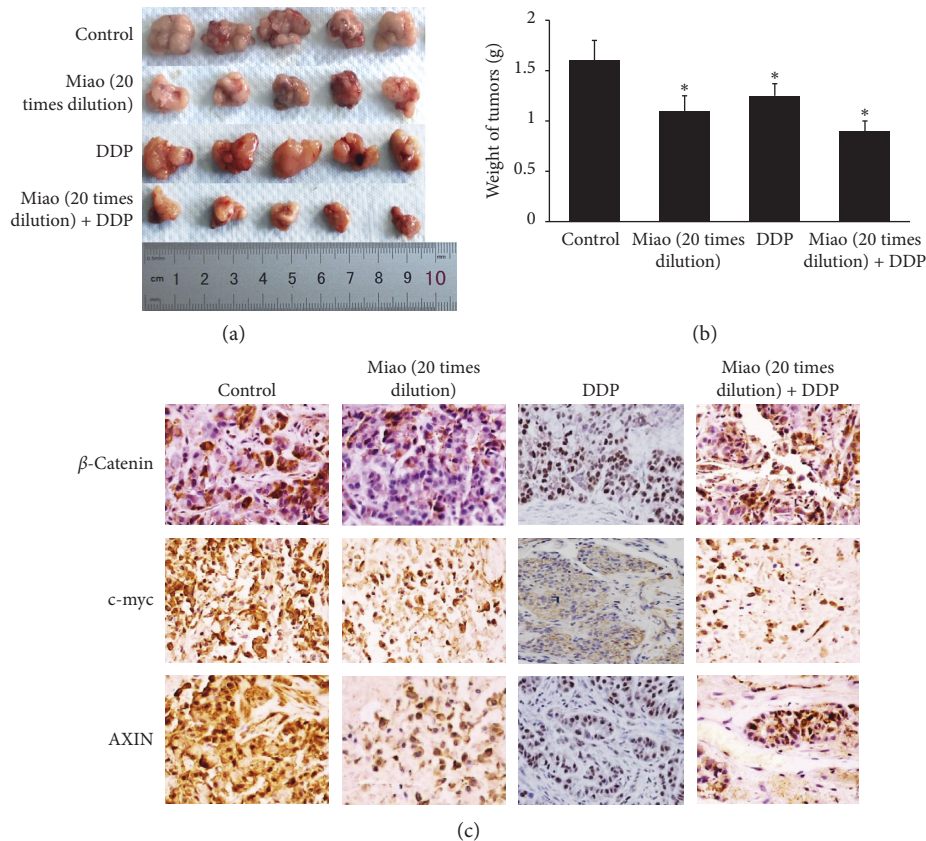 Control
Miao (20
times dilution)
DDP
Miao (20 times
dilution) + DDP
cm 1 2 3 4 5 6 7 8 9 10
(a)
Weight of tumors (g)
2
1.5
1
0.5
0
*
*
*
Control
Miao (20 times
dilution)
DDP
Miao (20 times
dilution) + DDP
(b)
Control
Miao (20 times
dilution)
DDP
Miao (20 times
dilution) + DDP
β-Catenin
c-myc
AXIN
(c)